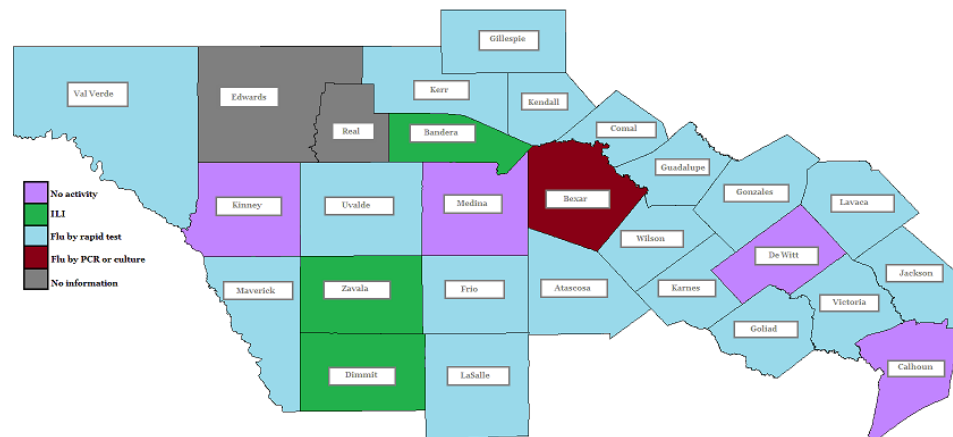 Gillespie
Val Verde
Edwards
Kerr
Kendall
Real
Bandera
Comal
Guadalupe
Gonzales
No activity
ILI
Flu by rapid test
Flu by PCR or culture
No information
Kinney
Uvalde
Medina
Bexar
Lavaca
Wilson
De Witt
Jackson
Maverick
Zavala
Frio
Atascosa
Karnes
Victoria
Goliad
Calhoun
Dimmit
LaSalle